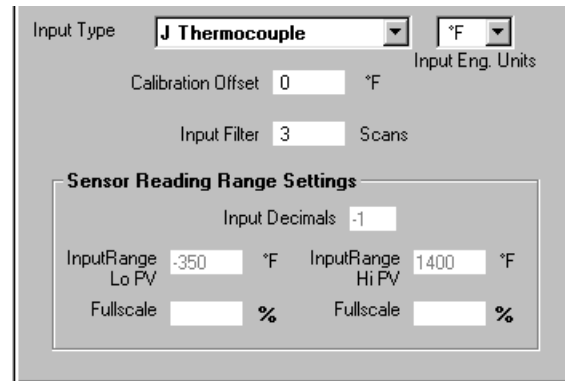 Input Type J Thermocouple °F
Input Eng. Units
Calibration Offset 0 °F
Input Filter 3 Scans
Sensor Reading Range Settings
Input Decimals -1
InputRange Lo PV -350 °F InputRange Hi PV 1400 °F
Fullscale % Fullscale %